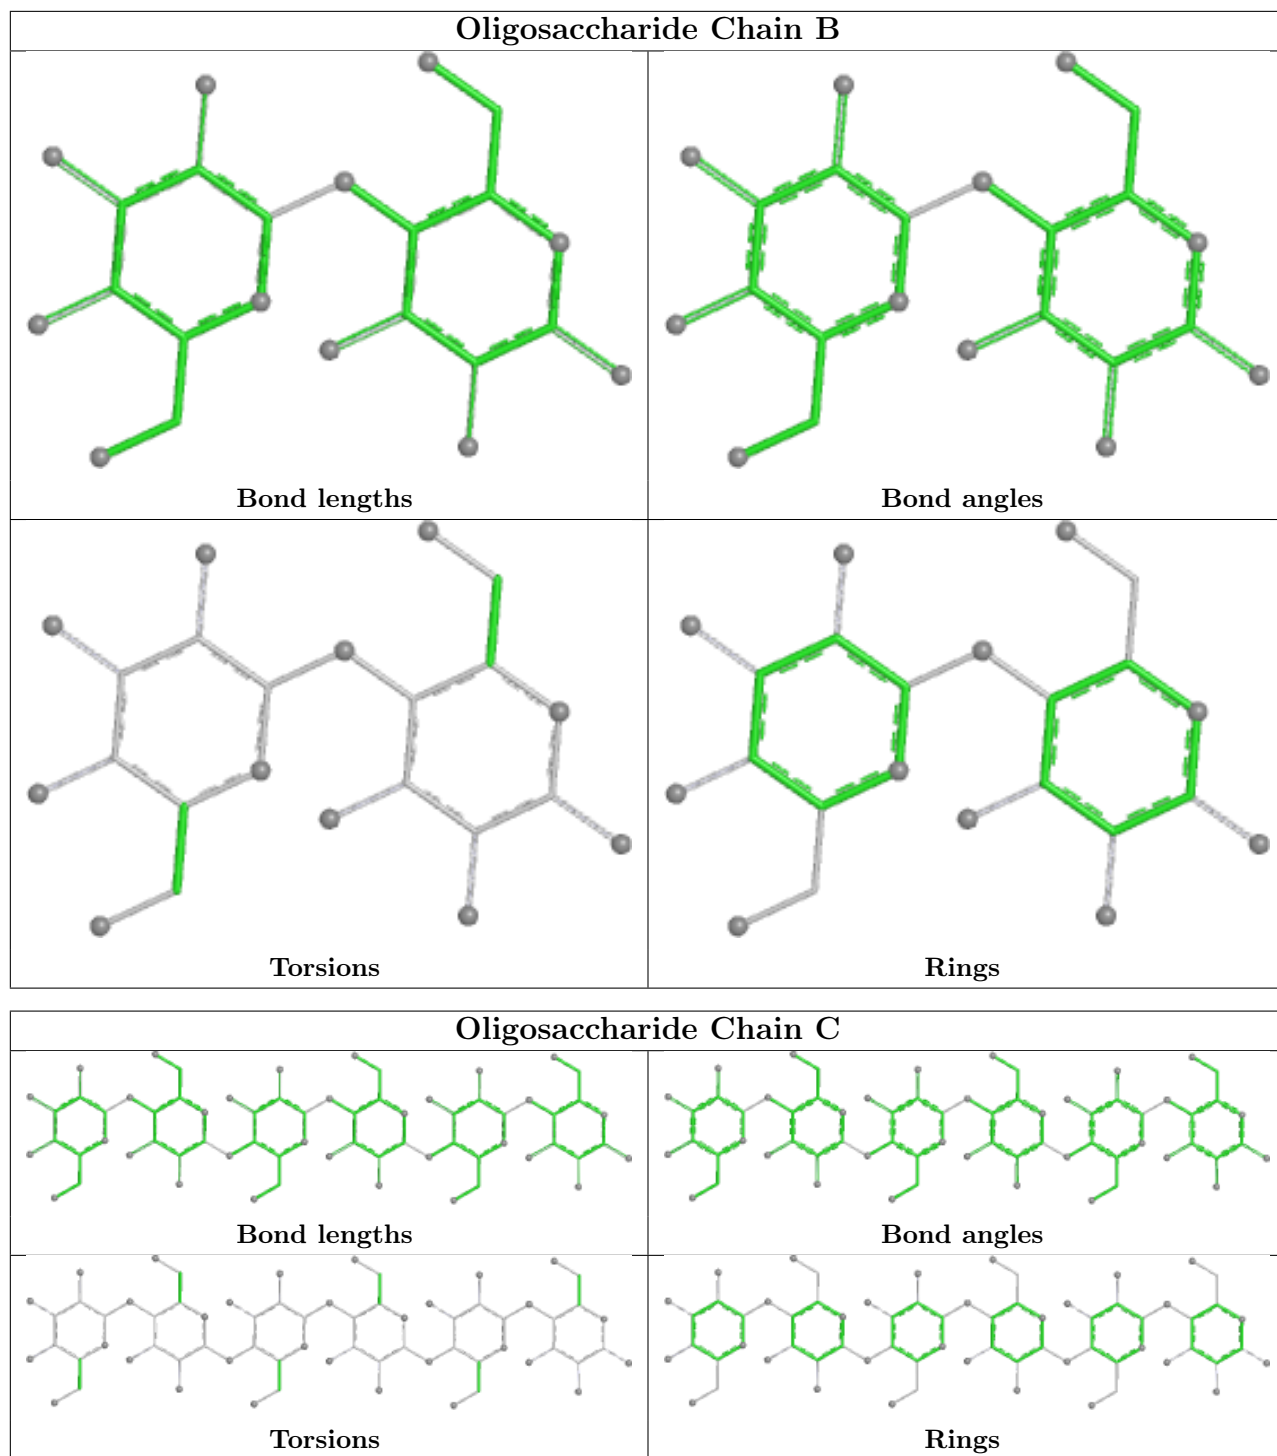 Oligosaccharide Chain B
Bond lengths
Bond angles
Torsions
Rings
Oligosaccharide Chain C
Bond lengths
Bond angles
Torsions
Rings